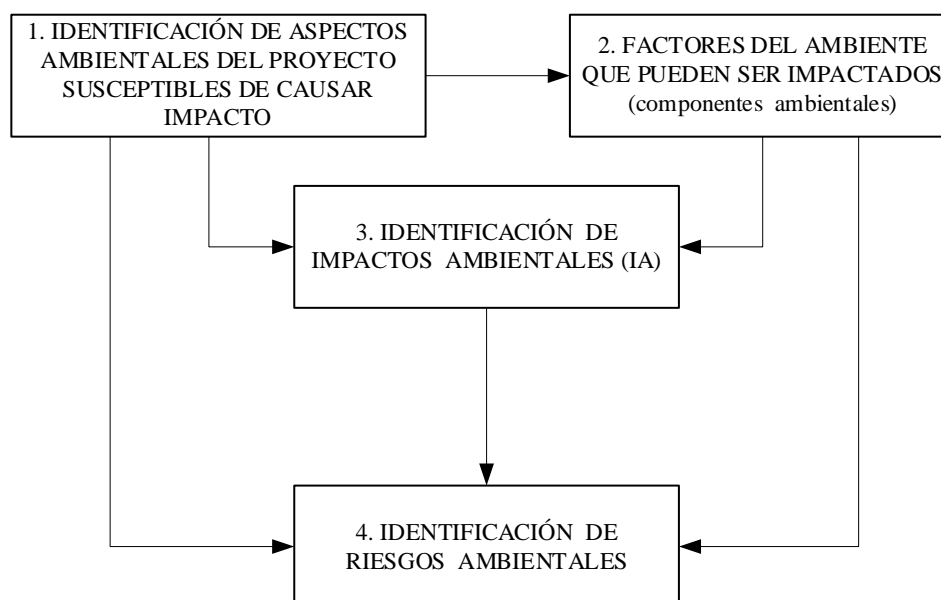 1. IDENTIFICACIÓN DE ASPECTOS
AMBIENTALES DEL PROYECTO
SUSCEPTIBLES DE CAUSAR
IMPACTO
2. FACTORES DEL AMBIENTE
QUE PUEDEN SER IMPACTADOS
(componentes ambientales)
3. IDENTIFICACIÓN DE
IMPACTOS AMBIENTALES (IA)
4. IDENTIFICACIÓN DE
RIESGOS AMBIENTALES